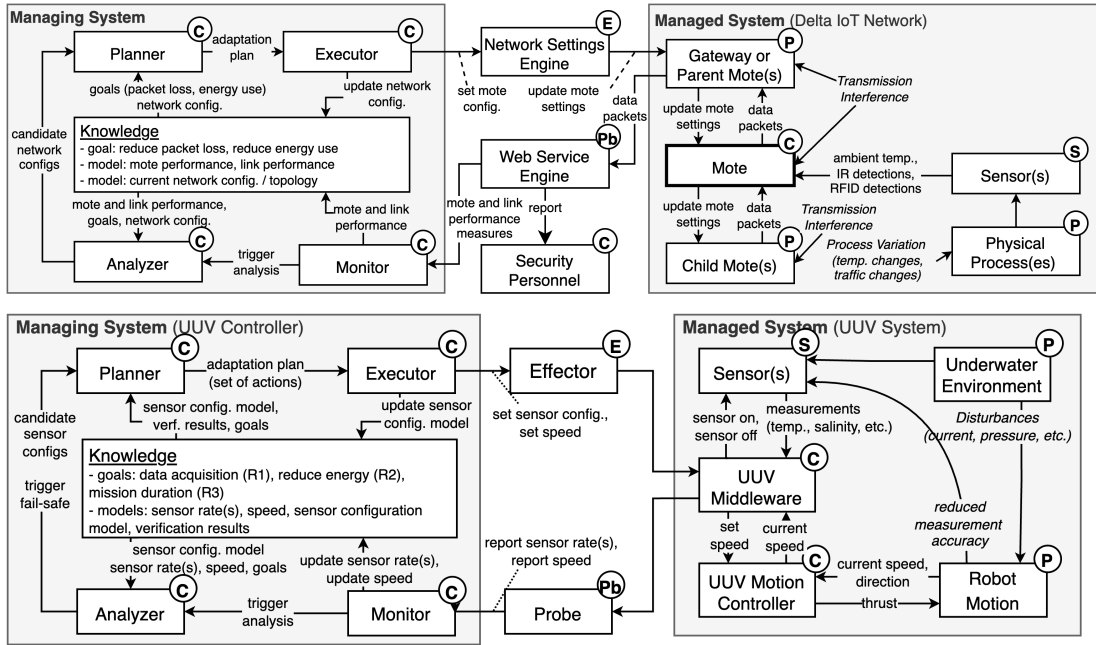 Managing System
Planner
C
adaptation
plan
Executor
C
goals (packet loss, energy use)
network config.
update network
config.
candidate
network
configs
Knowledge
- goal: reduce packet loss, reduce energy use
- model: mote performance, link performance
- model: current network config. / topology
mote and link performance,
goals, network config.
mote and link
performance
Analyzer
C
trigger
analysis
Monitor
C
Network Settings
Engine
E
set mote
config.
update mote
settings
data
packets
Web Service
Engine
Pb
mote and link
performance
measures
report
Security
Personnel
C
Managed System (Delta IoT Network)
Gateway or
Parent Mote(s)
P
Transmission
Interference
update mote
settings
data
packets
Mote
C
ambient temp.,
IR detections,
RFID detections
Sensor(s)
S
update mote
settings
data
packets
Transmission
Interference
Child Mote(s)
P
Process Variation
(temp. changes,
traffic changes)
Physical
Process(es)
P
Managing System (UUV Controller)
Planner
C
adaptation plan
(set of actions)
Executor
C
candidate
sensor
configs
sensor config. model,
verf. results, goals
update sensor
config. model
trigger
fail-safe
Knowledge
- goals: data acquisition (R1), reduce energy (R2),
mission duration (R3)
- models: sensor rate(s), speed, sensor configuration
model, verification results
sensor config. model
sensor rate(s), speed, goals
update sensor rate(s),
update speed
Analyzer
C
trigger
analysis
Monitor
C
Effector
E
set sensor config.,
set speed
report sensor rate(s),
report speed
Probe
Pb
Managed System (UUV System)
Sensor(s)
S
Underwater
Environment
P
sensor on,
sensor off
measurements
(temp., salinity, etc.)
Disturbances
(current, pressure, etc.)
UUV
Middleware
C
set
speed
current
speed
reduced
measurement
accuracy
UUV Motion
Controller
C
current speed,
direction
thrust
Robot
Motion
P